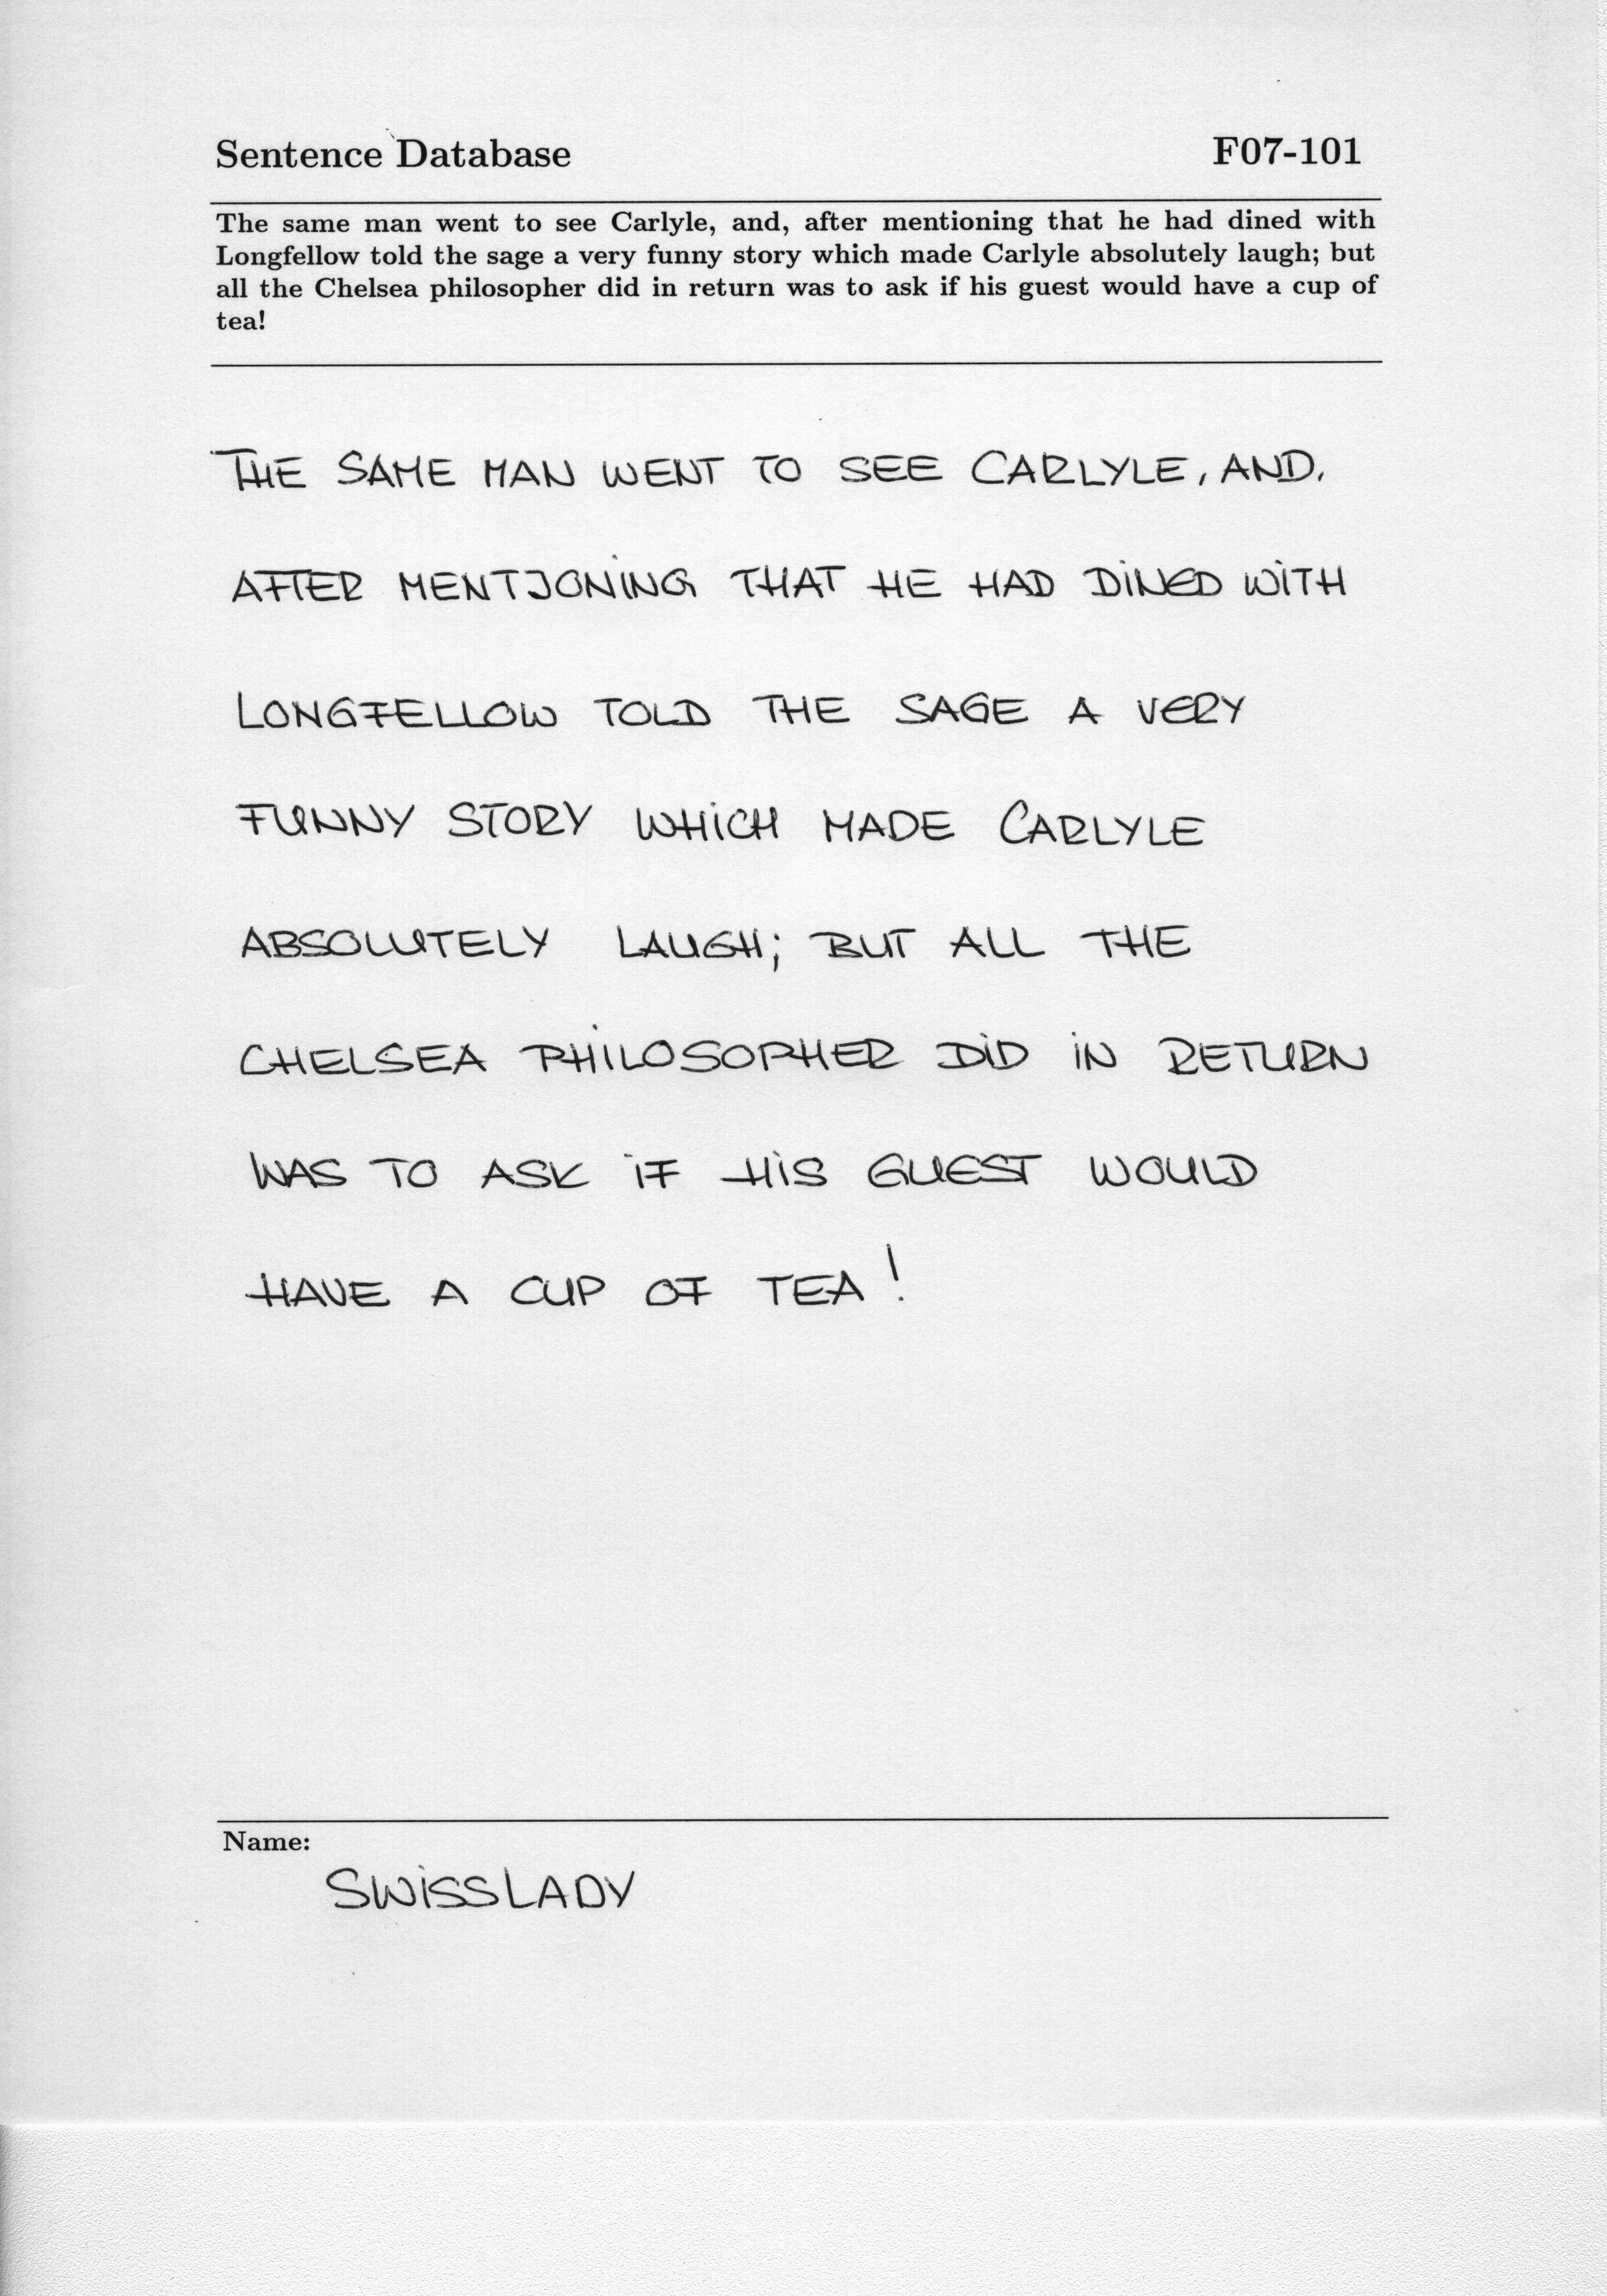 Sentence Database F07-101
The same man went to see Carlyle, and, after mentioning that he had dined with
Longfellow told the sage a very funny story which made Carlyle absolutely laugh; but
all the Chelsea philosopher did in return was to ask if his guest would have a cup of
tea!
THE SAME MAN WENT TO SEE CARLYLE, AND,
AFTER MENTIONING THAT HE HAD DINED WITH
LONGFELLOW TOLD THE SAGE A VERY
FUNNY STORY WHICH MADE CARLYLE
ABSOLUTELY LAUGH; BUT ALL THE
CHELSEA PHILOSOPHER DID IN RETURN
WAS TO ASK IF HIS GUEST WOULD
HAVE A CUP OF TEA!
Name:
SWISSLADY